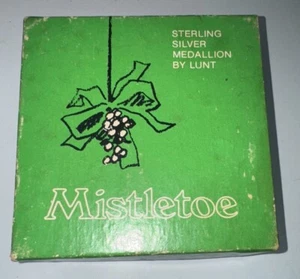 STERLING
SILVER
MEDALLION
BY LUNT
Mistletoe